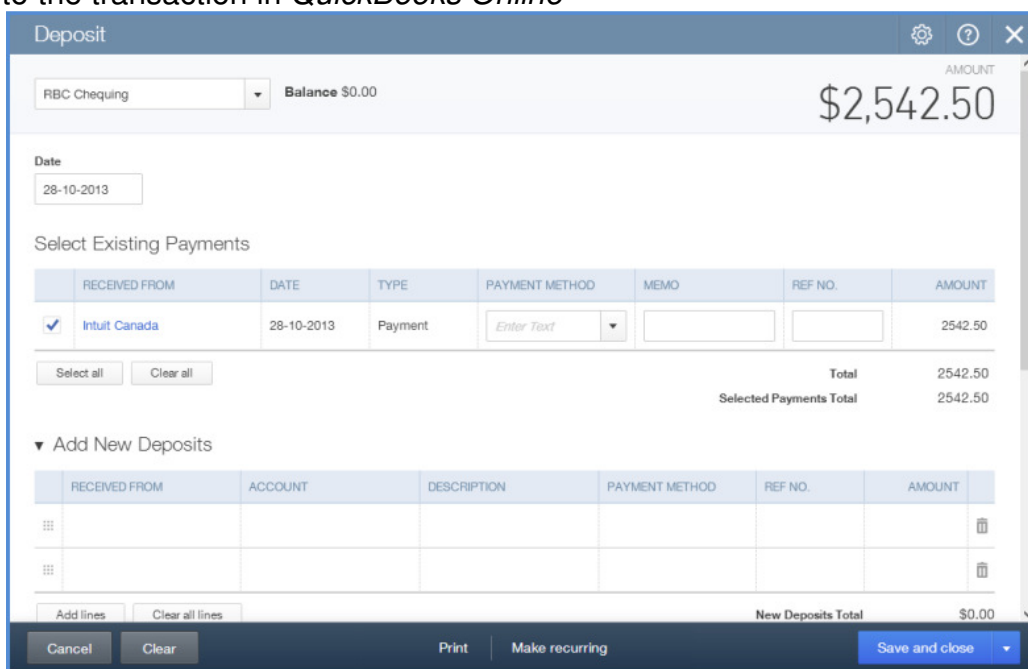 to the transaction in QuickBooks Online
Deposit
AMOUNT
RBC Chequing Balance $0.00 $2,542.50
Date
28-10-2013
Select Existing Payments
RECEIVED FROM DATE TYPE PAYMENT METHOD MEMO REF NO. AMOUNT
Intuit Canada 28-10-2013 Payment Enter Text 2542.50
Select all Clear all Total 2542.50
Selected Payments Total 2542.50
Add New Deposits
RECEIVED FROM ACCOUNT DESCRIPTION PAYMENT METHOD REF NO. AMOUNT
Add lines Clear all lines New Deposits Total $0.00
Cancel Clear Print Make recurring Save and close